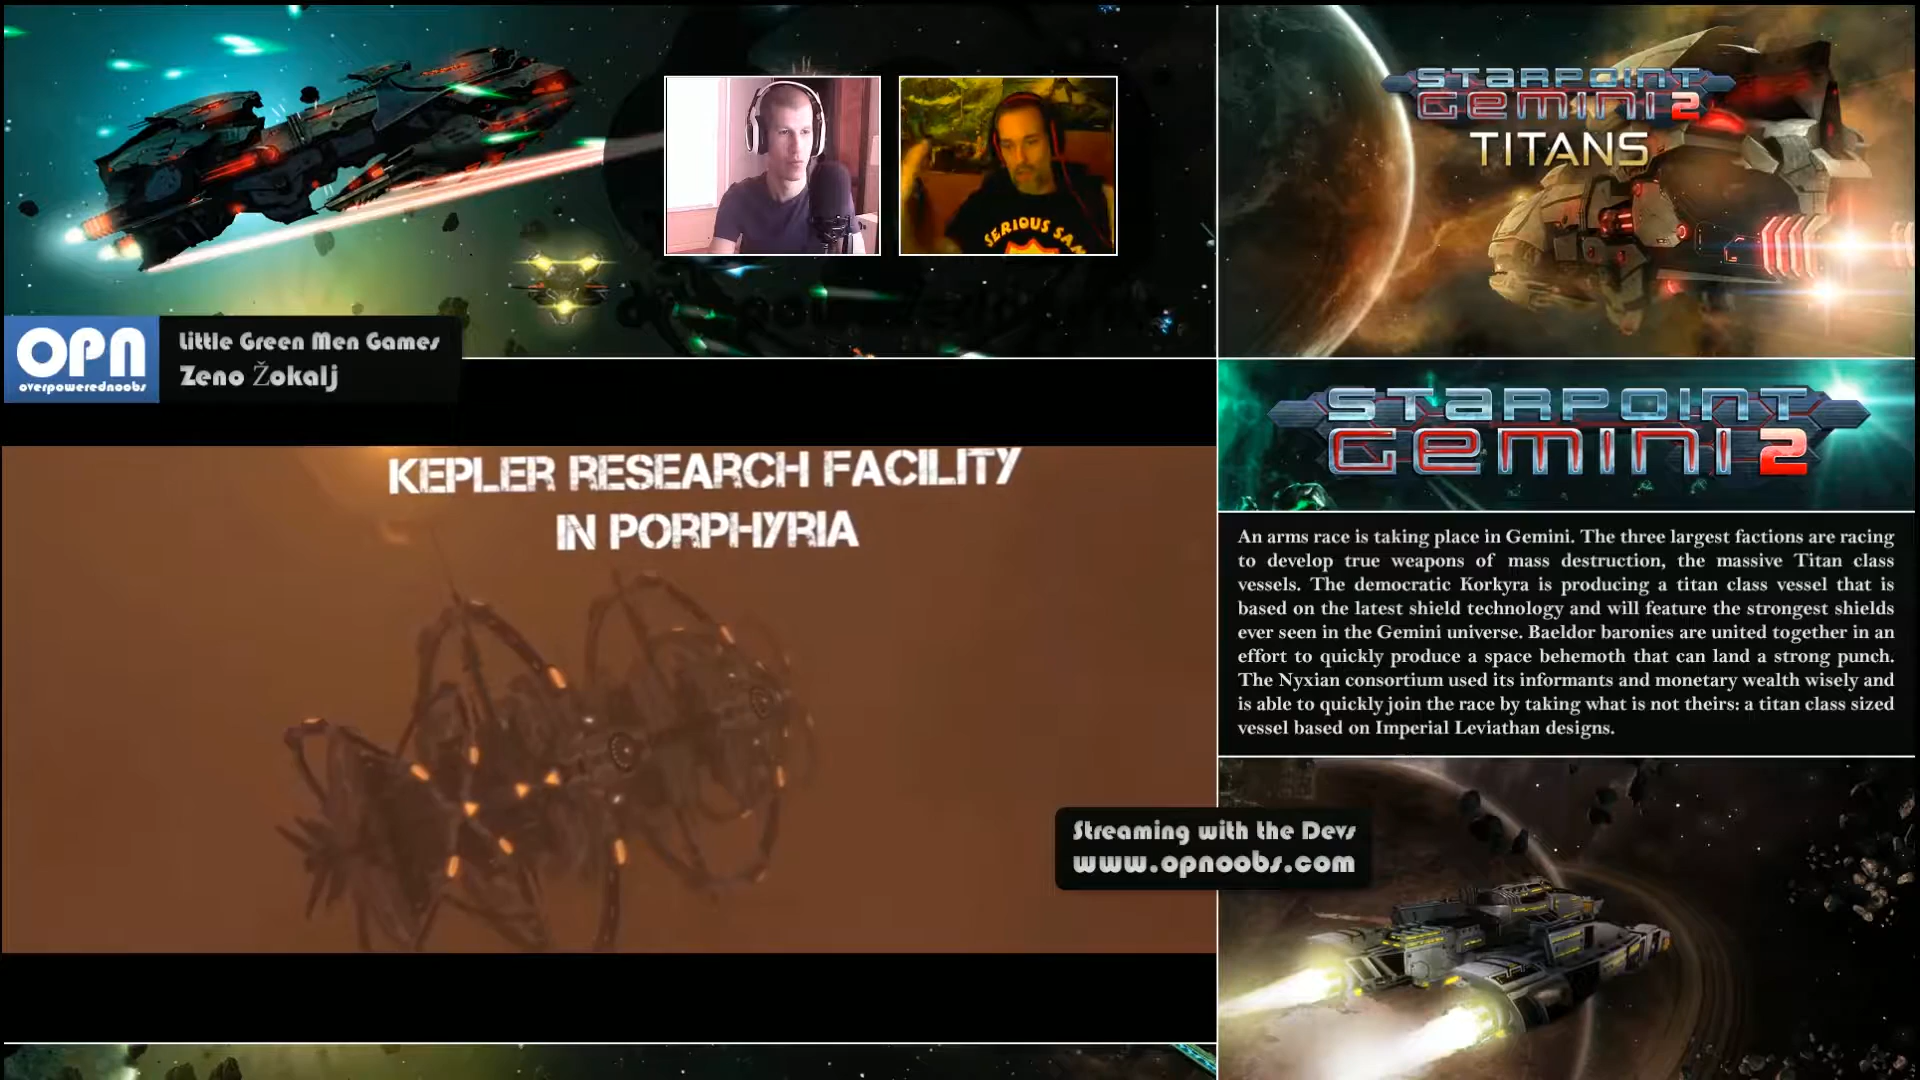 SERIOUS SAM
STARPOINT
GEMINI 2
TITANS
OPN
overpowerednoobs
Little Green Men Games
Zeno Žokalj
STARPOINT
GEMINI 2
KEPLER RESEARCH FACILITY
IN PORPHYRIA
An arms race is taking place in Gemini. The three largest factions are racing
to develop true weapons of mass destruction, the massive Titan class
vessels. The democratic Korkyra is producing a titan class vessel that is
based on the latest shield technology and will feature the strongest shields
ever seen in the Gemini universe. Baeldor baronies are united together in an
effort to quickly produce a space behemoth that can land a strong punch.
The Nyxian consortium used its informants and monetary wealth wisely and
is able to quickly join the race by taking what is not theirs: a titan class sized
vessel based on Imperial Leviathan designs.
Streaming with the Devs
www.opnoobs.com